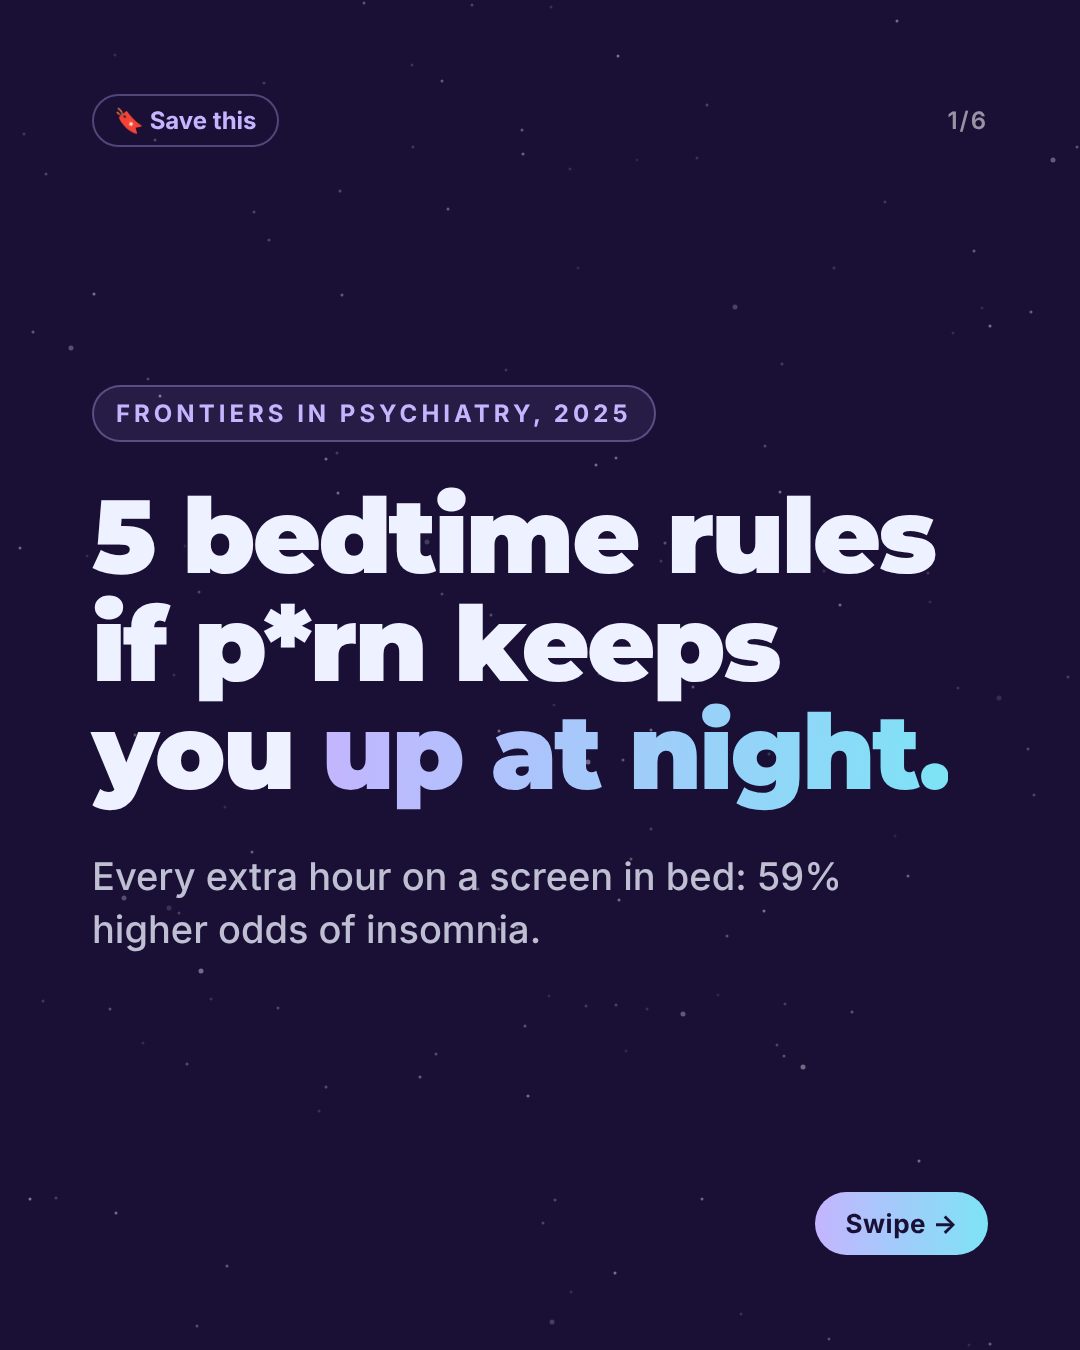 🔖 Save this
1/6
FRONTIERS IN PSYCHIATRY, 2025
5 bedtime rules
if p*rn keeps
you up at night.
Every extra hour on a screen in bed: 59%
higher odds of insomnia.
Swipe →